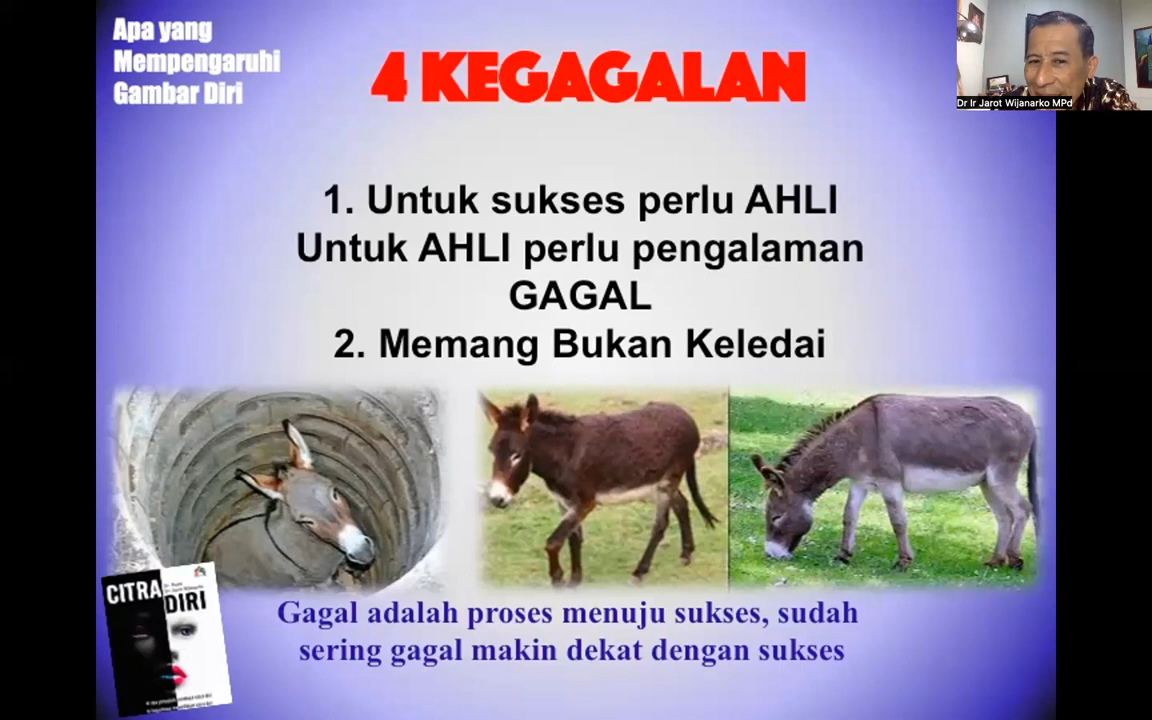 Apa yang
Mempengaruhi
Gambar Diri
4 KEGAGALAN
Dr Ir Jarot Wijanarko MPd
1. Untuk sukses perlu AHLI
Untuk AHLI perlu pengalaman
GAGAL
2. Memang Bukan Keledai
CITRA
DIRI
Gagal adalah proses menuju sukses, sudah
sering gagal makin dekat dengan sukses